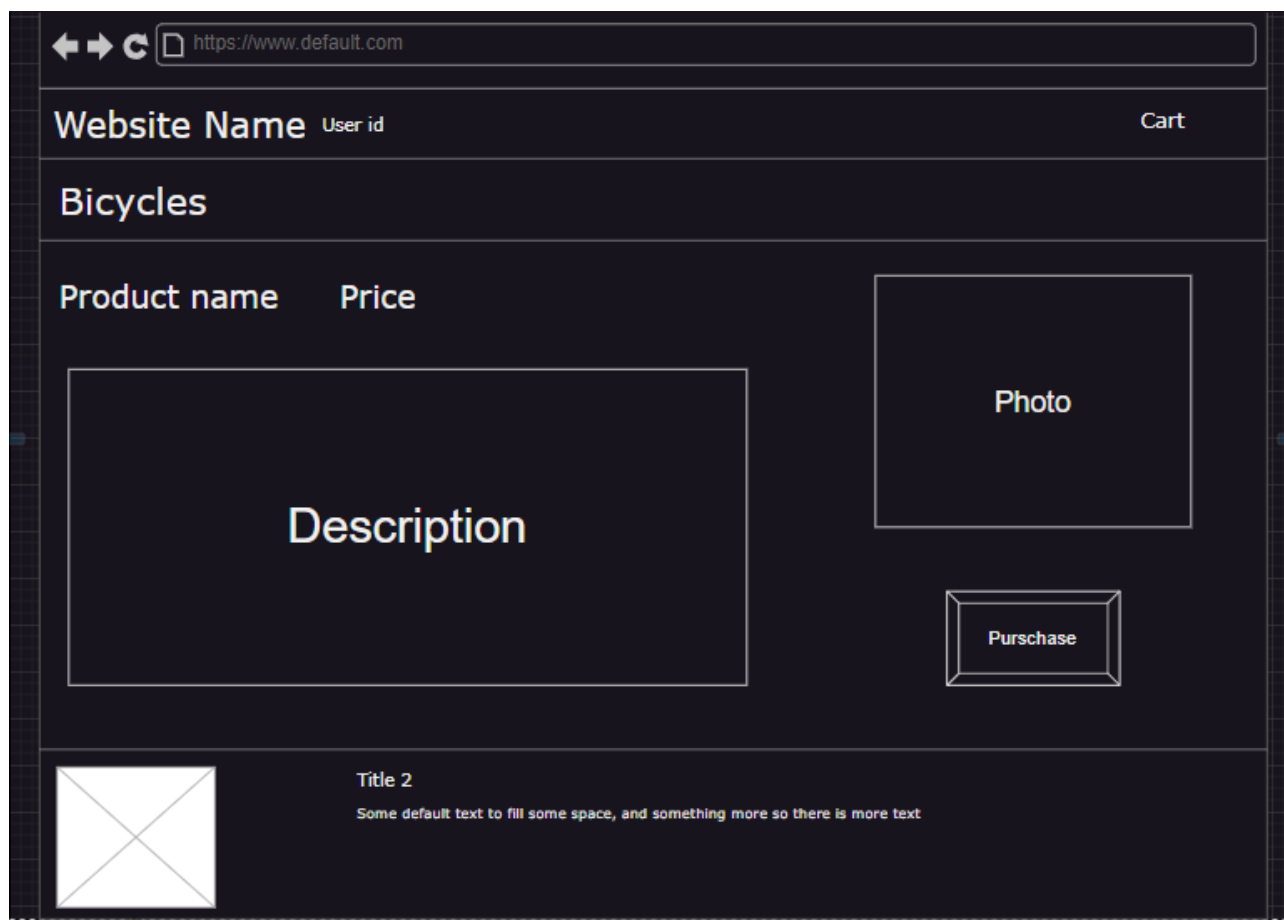 https://www.default.com
Website Name User id Cart
Bicycles
Product name Price
Photo
Description
Purschase
Title 2
Some default text to fill some space, and something more so there is more text